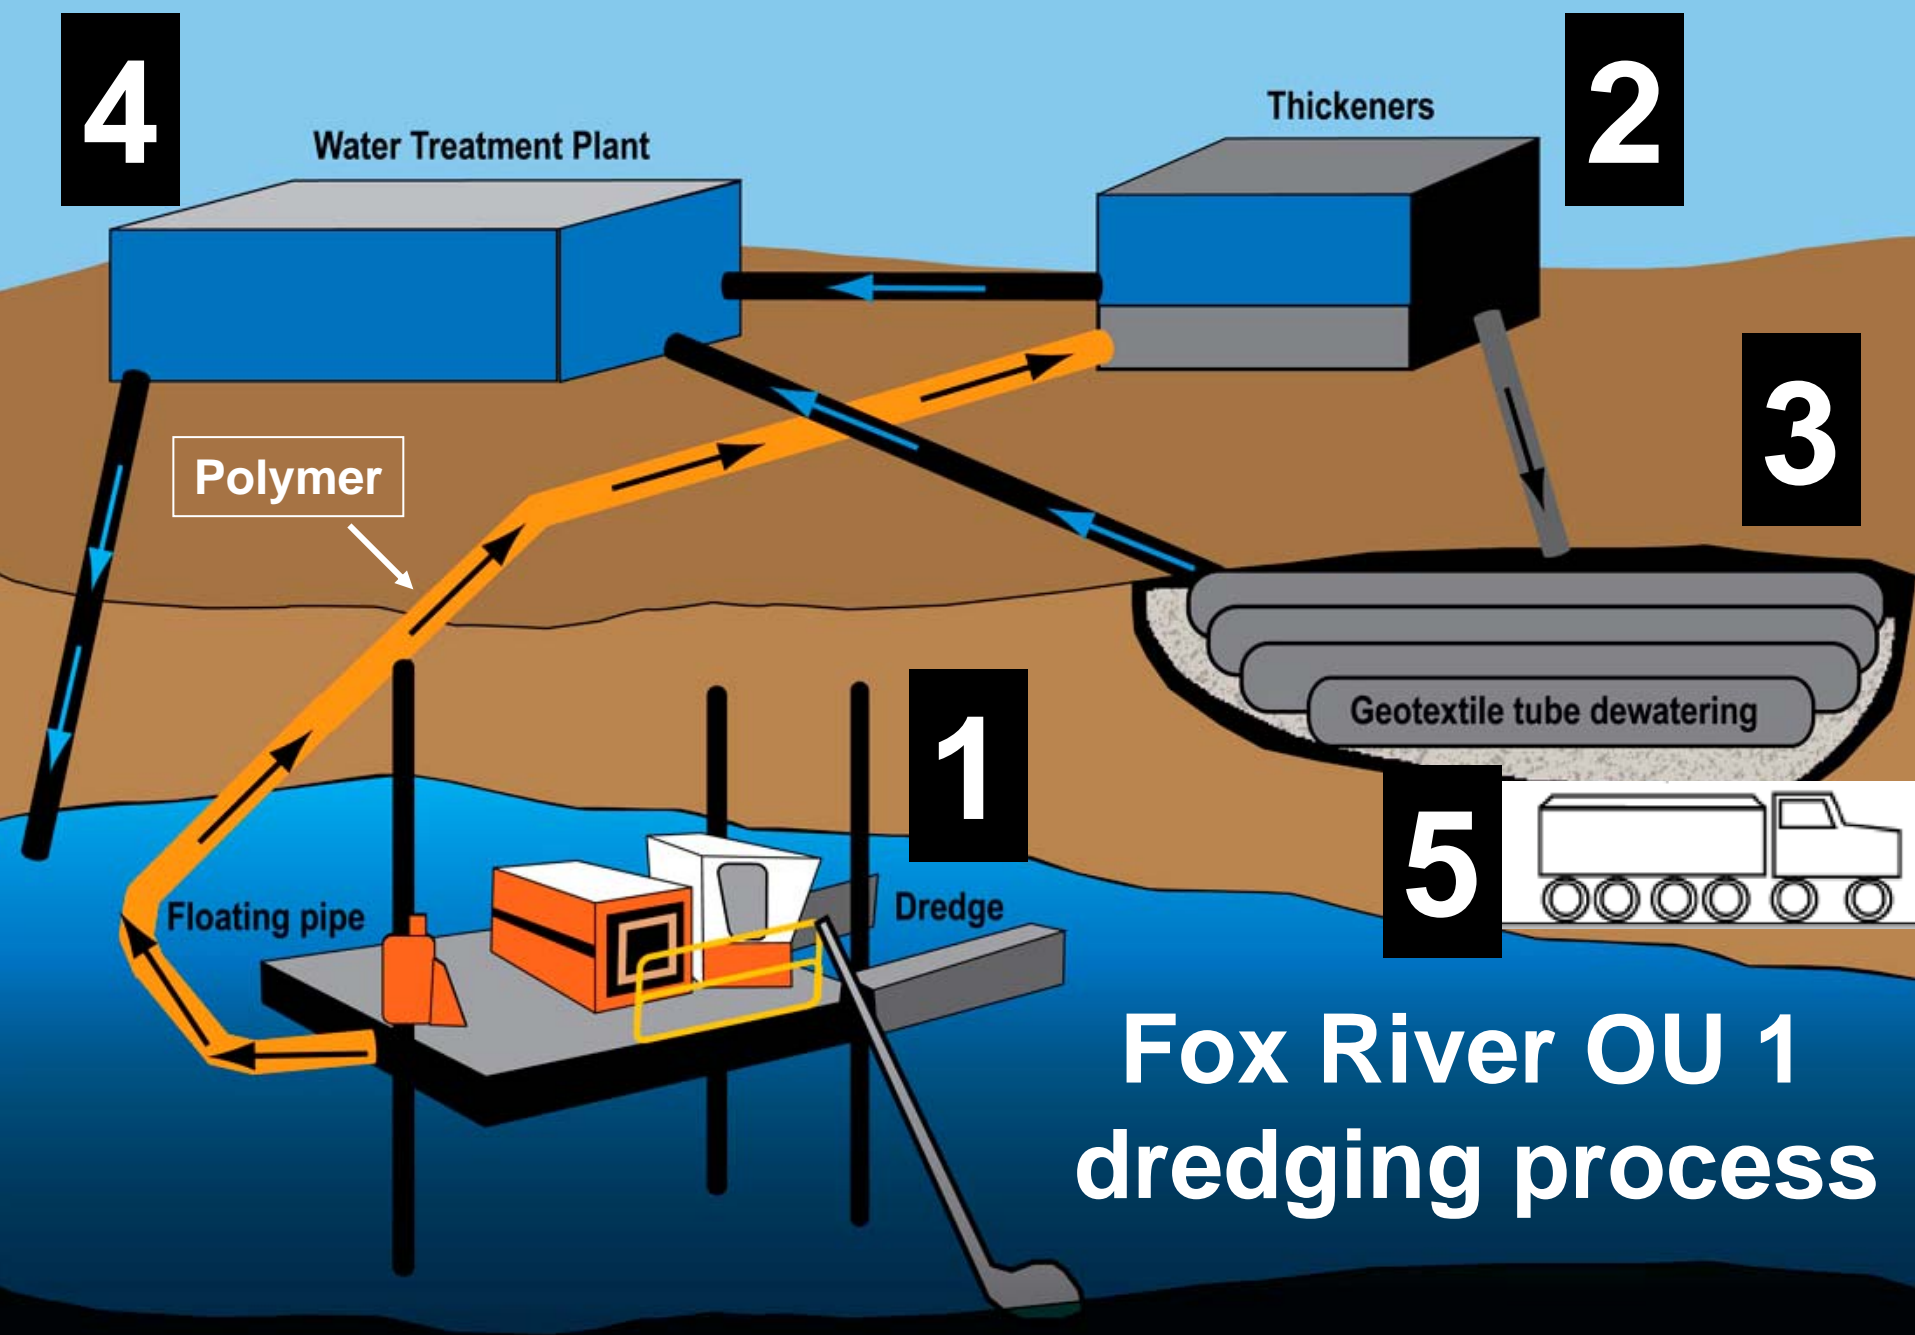 4
2
Thickeners
Water Treatment Plant
3
Polymer
Geotextile tube dewatering
1
5
Floating pipe
Dredge
Fox River OU 1
dredging process